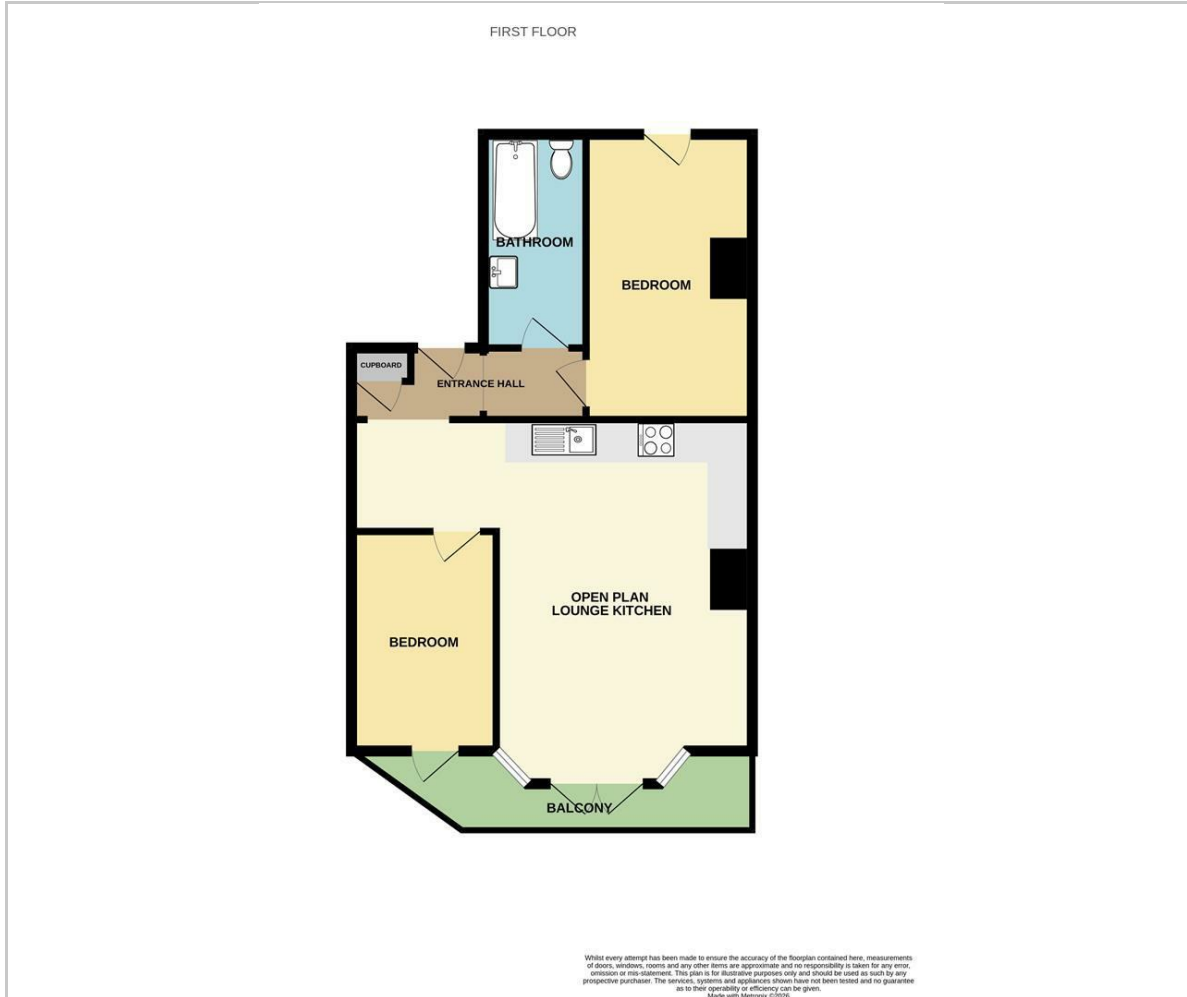 FIRST FLOOR
BATHROOM
BEDROOM
CUPBOARD
ENTRANCE HALL
OPEN PLAN
LOUNGE KITCHEN
BEDROOM
BALCONY
Whilst every attempt has been made to ensure the accuracy of the floorplan contained here, measurements
of doors, windows, rooms and any other items are approximate and no responsibility is taken for any error,
omission or mis-statement. This plan is for illustrative purposes only and should be used as such by any
prospective purchaser. The services, systems and appliances shown have not been tested and no guarantee
as to their operability or efficiency can be given.
Made with Metropix ©2026